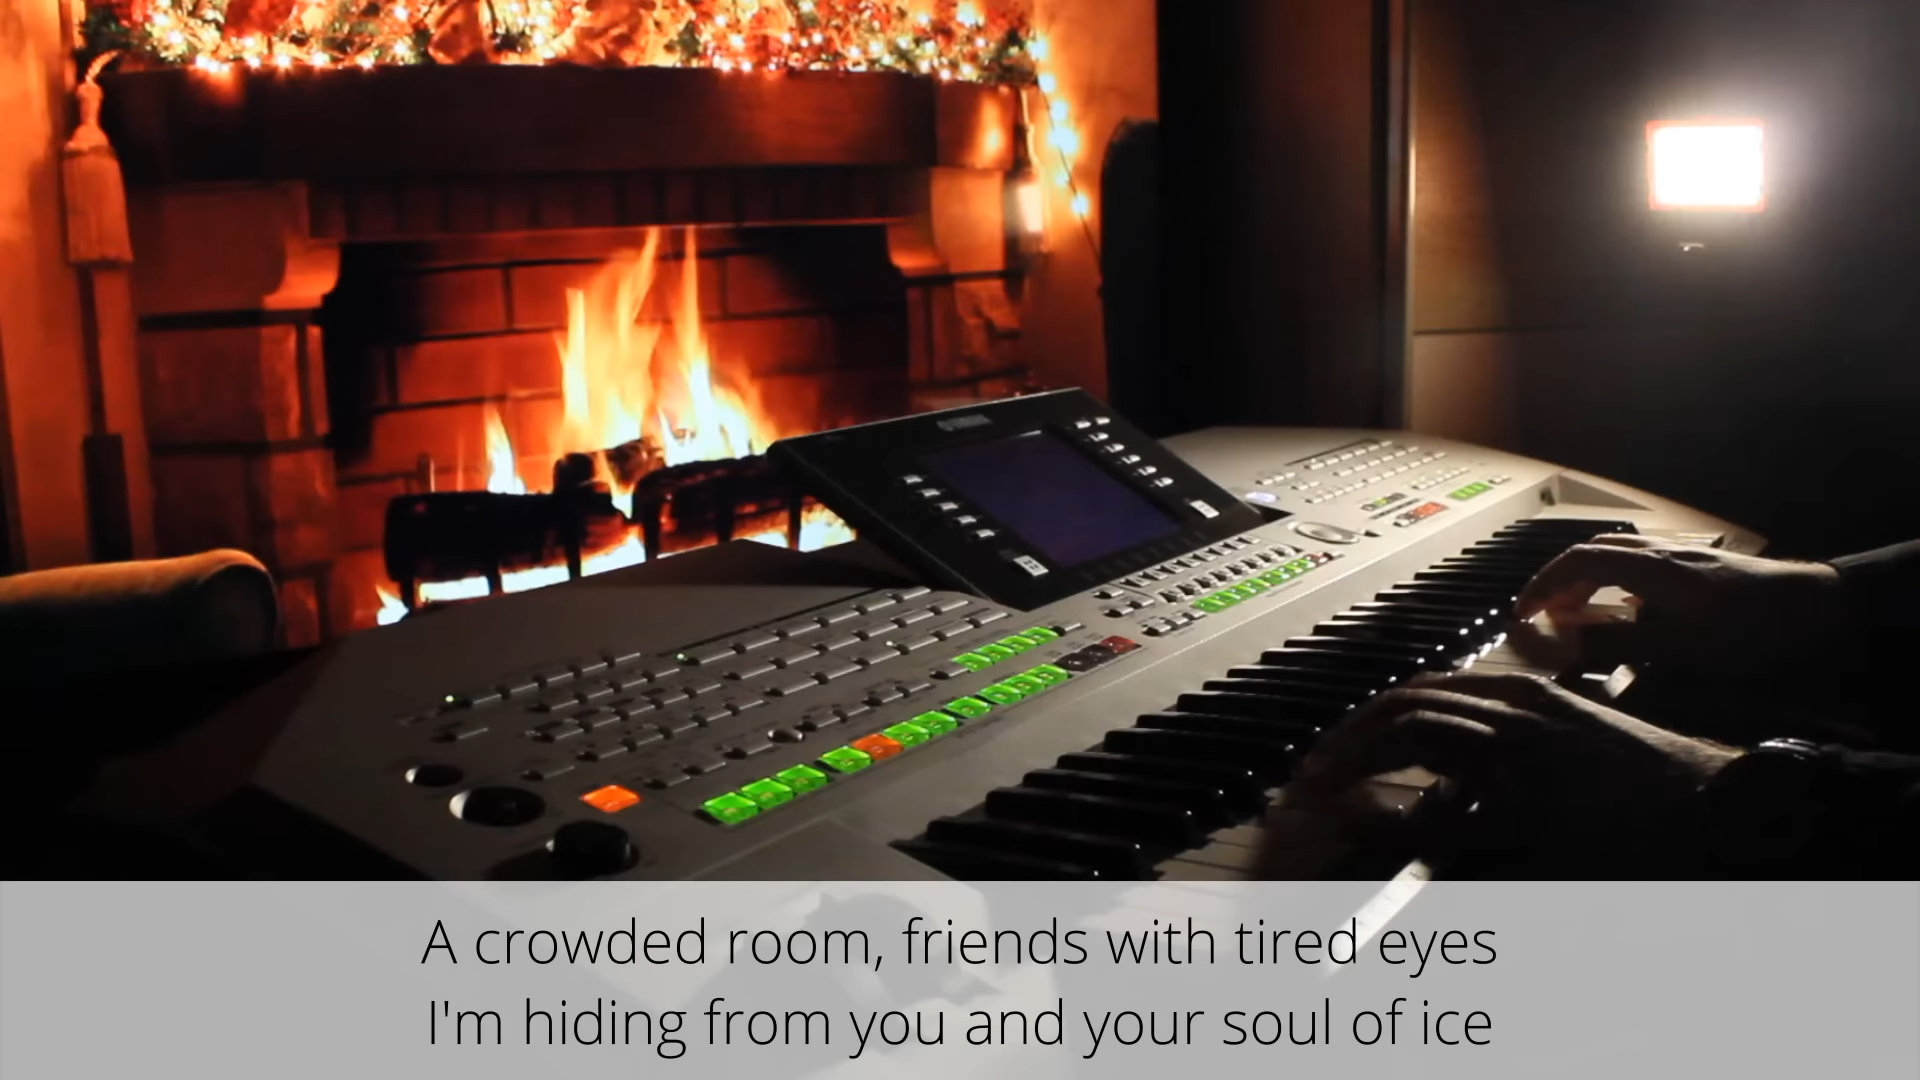 A crowded room, friends with tired eyes
I'm hiding from you and your soul of ice